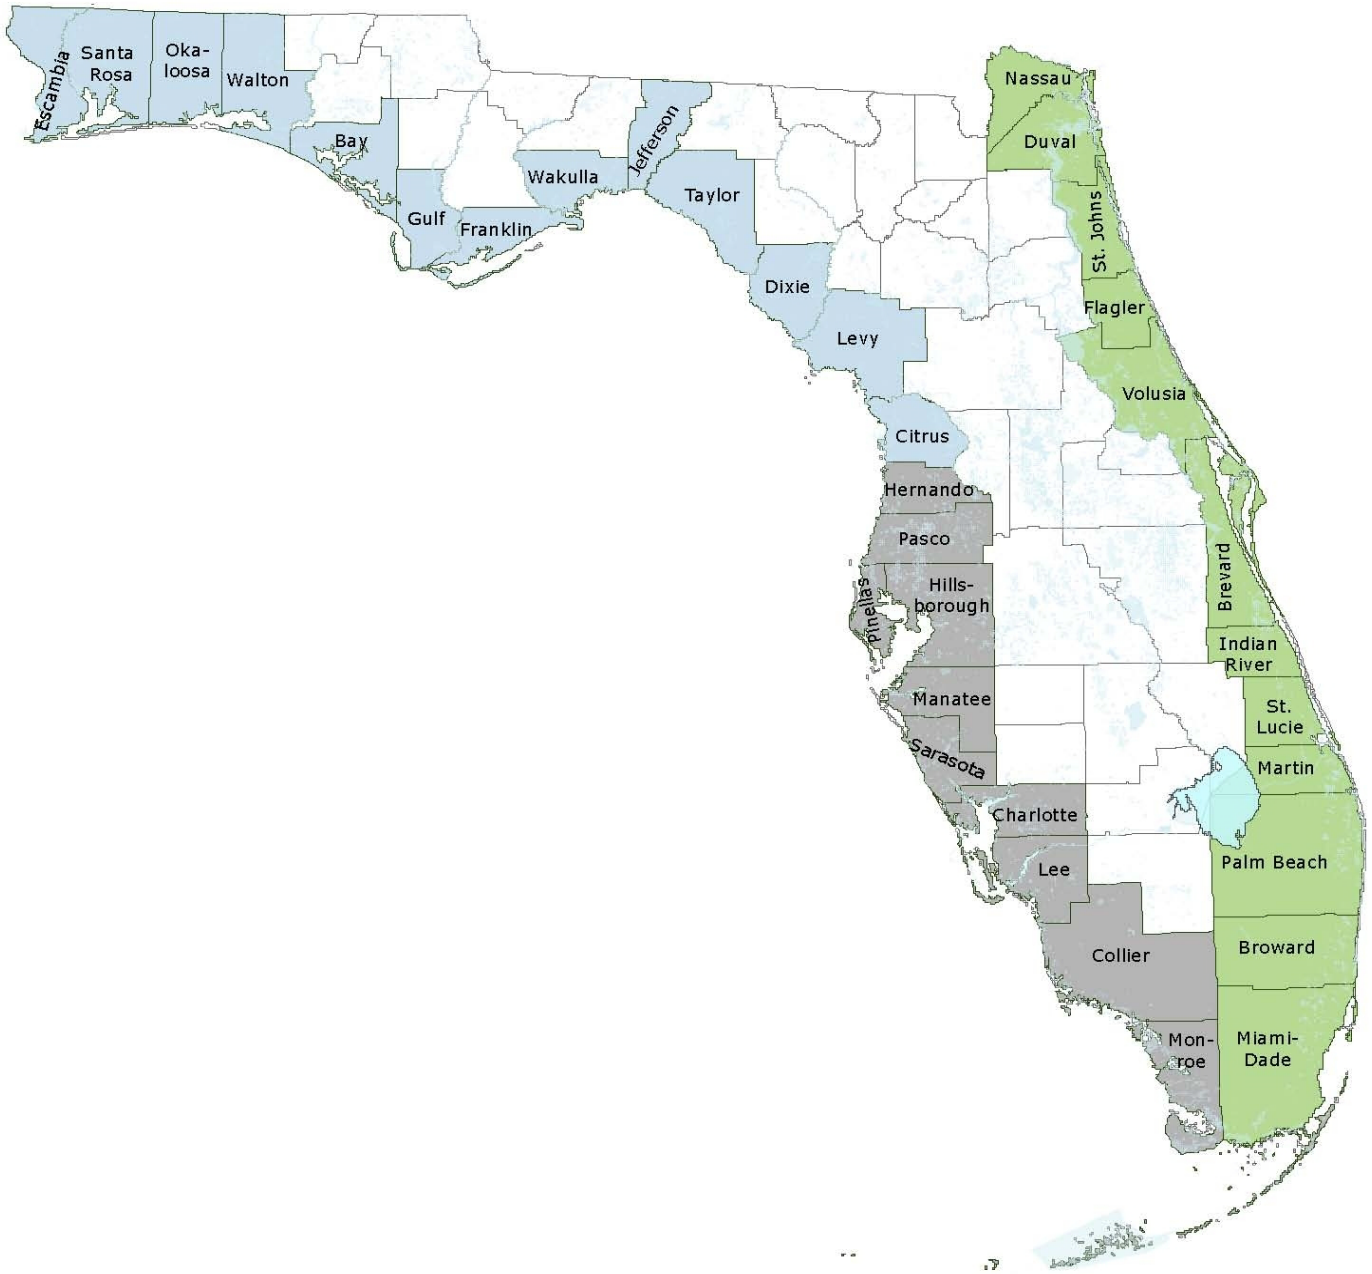 Escambia
Santa
Rosa
Oka-
loosa
Walton
Bay
Gulf
Franklin
Wakulla
Jefferson
Taylor
Dixie
Levy
Citrus
Hernando
Pasco
Pinellas
Hills-
borough
Manatee
Sarasota
Charlotte
Lee
Collier
Mon-
roe
Nassau
Duval
St. Johns
Flagler
Volusia
Brevard
Indian
River
St.
Lucie
Martin
Palm Beach
Broward
Miami-
Dade